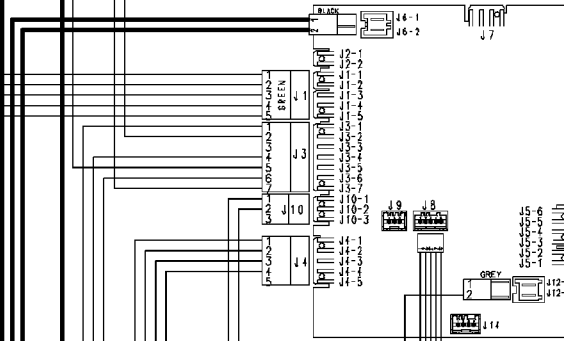 BLACK
1
2
J6-1
J6-2
J7
J2-1
J2-2
1
2
3
4
5
GREEN
J1
J1-1
J1-2
J1-3
J1-4
J1-5
1
2
3
4
5
6
7
J3
J3-1
J3-2
J3-3
J3-4
J3-5
J3-6
J3-7
1
2
3
J10
J10-1
J10-2
J10-3
1
2
3
4
5
J4
J4-1
J4-2
J4-3
J4-4
J4-5
J9
J8
J5-6
J5-5
J5-4
J5-3
J5-2
J5-1
GREY
1
2
J12-
J12-
J14